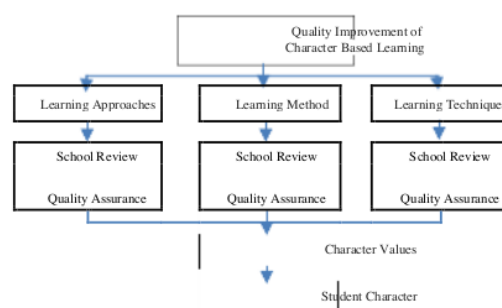 Quality Improvement of
Character Based Learning
Learning Approaches
Learning Method
Learning Technique
School Review
Quality Assurance
School Review
Quality Assurance
School Review
Quality Assurance
Character Values
Student Character